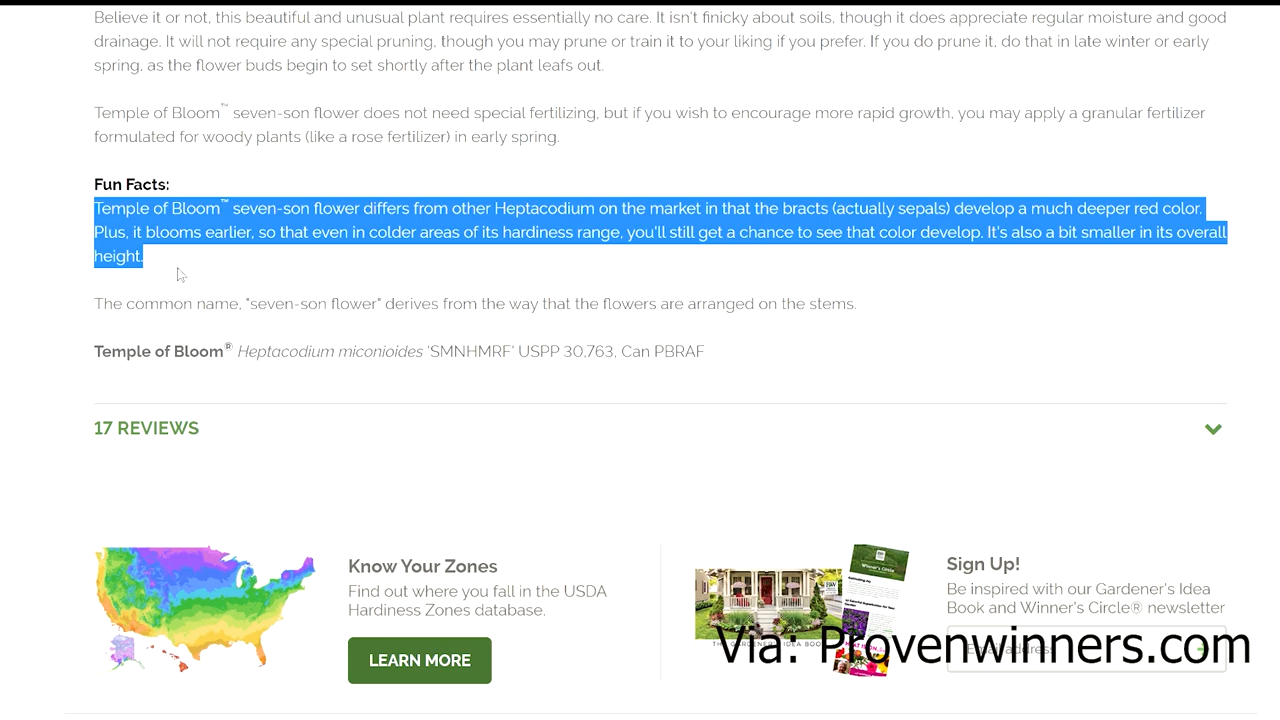 Believe it or not, this beautiful and unusual plant requires essentially no care. It isn't finicky about soils, though it does appreciate regular moisture and good
drainage. It will not require any special pruning, though you may prune or train it to your liking if you prefer. If you do prune it, do that in late winter or early
spring, as the flower buds begin to set shortly after the plant leafs out.
Temple of Bloom™ seven-son flower does not need special fertilizing, but if you wish to encourage more rapid growth, you may apply a granular fertilizer
formulated for woody plants (like a rose fertilizer) in early spring.
Fun Facts:
Temple of Bloom™ seven-son flower differs from other Heptacodium on the market in that the bracts (actually sepals) develop a much deeper red color.
Plus, it blooms earlier, so that even in colder areas of its hardiness range, you'll still get a chance to see that color develop. It's also a bit smaller in its overall
height.
The common name, "seven-son flower" derives from the way that the flowers are arranged on the stems.
Temple of Bloom® Heptacodium miconioides 'SMNHMRF' USPP 30,763, Can PBRAF
17 REVIEWS
Know Your Zones
Find out where you fall in the USDA
Hardiness Zones database.
LEARN MORE
Winner's Circle
Sign Up!
Be inspired with our Gardener's Idea
Book and Winner's Circle® newsletter
Email address
Via: Provenwinners.com